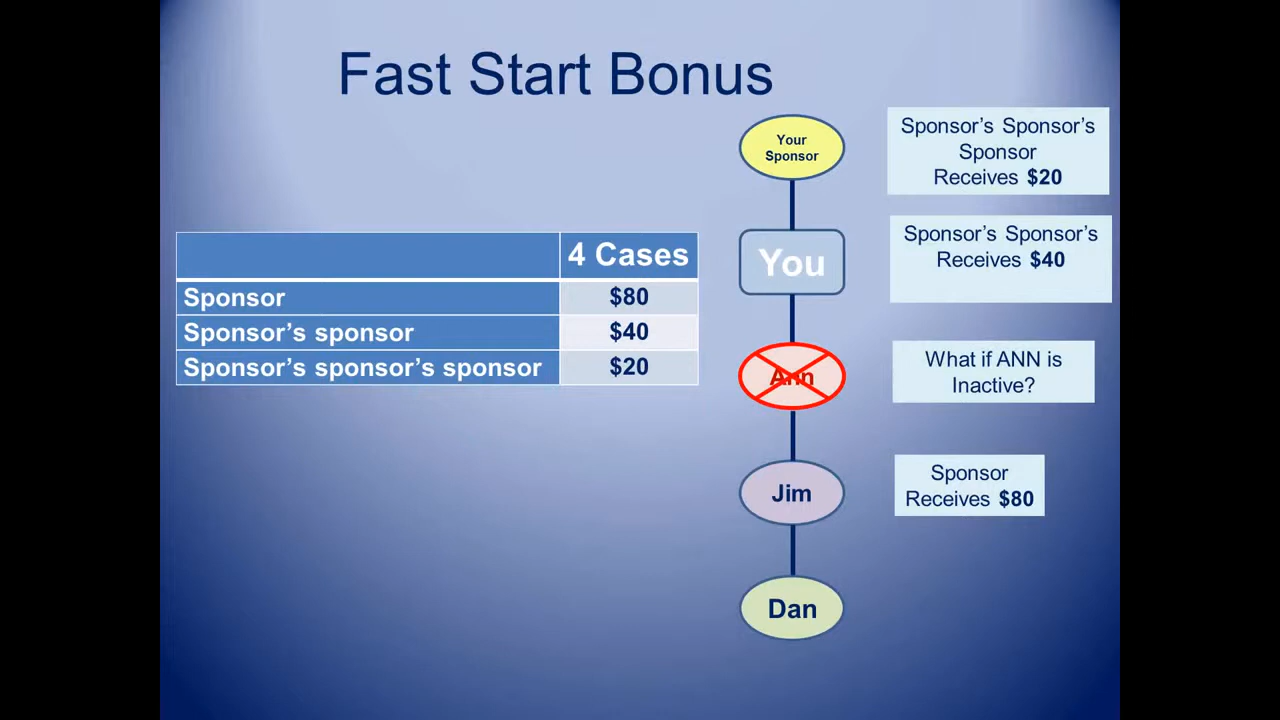 Fast Start Bonus
4 Cases
Sponsor $80
Sponsor’s sponsor $40
Sponsor’s sponsor’s sponsor $20
Your
Sponsor
You
Ann
Jim
Dan
Sponsor’s Sponsor’s
Sponsor
Receives $20
Sponsor’s Sponsor’s
Receives $40
What if ANN is
Inactive?
Sponsor
Receives $80